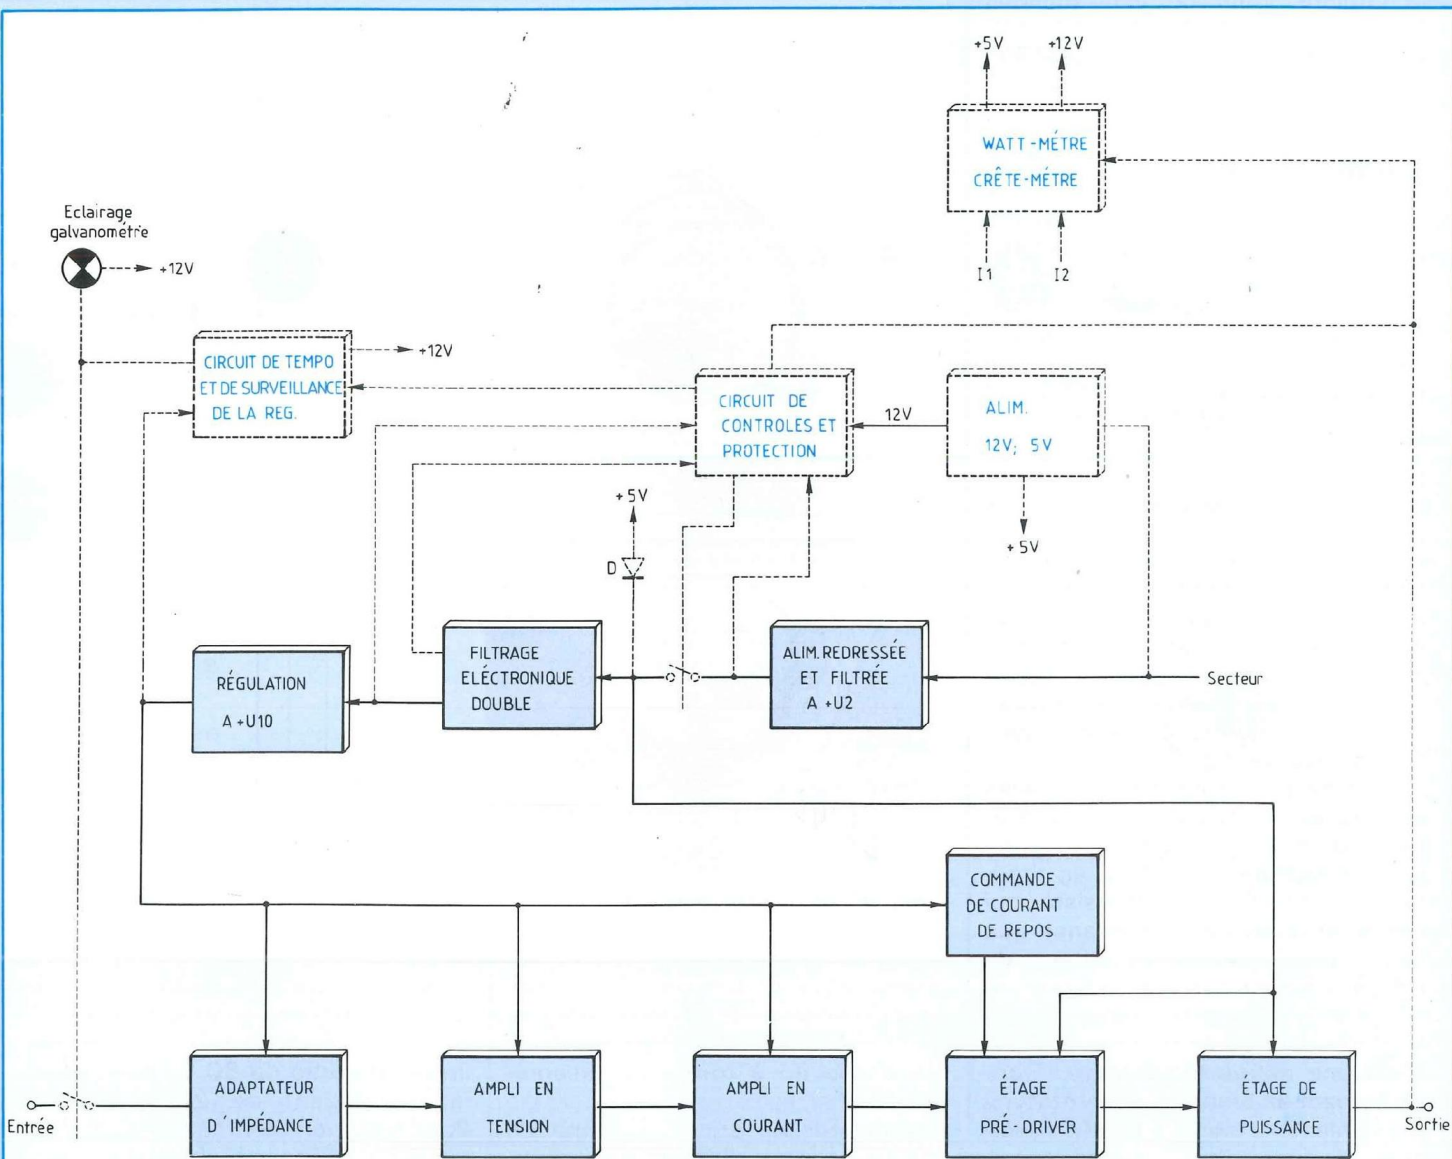 +5V
+12V
WATT-MÉTRE
CRÊTE-MÉTRE
I1
I2
Eclairage
galvanométre
+12V
CIRCUIT DE TEMPO
ET DE SURVEILLANCE
DE LA REG.
+12V
CIRCUIT DE
CONTROLES ET
PROTECTION
12V
ALIM.
12V; 5V
+5V
+5V
D
RÉGULATION
A +U10
FILTRAGE
ELÉCTRONIQUE
DOUBLE
ALIM. REDRESSÉE
ET FILTRÉE
A +U2
Secteur
COMMANDE
DE COURANT
DE REPOS
Entrée
ADAPTATEUR
D'IMPÉDANCE
AMPLI EN
TENSION
AMPLI EN
COURANT
ÉTAGE
PRÉ-DRIVER
ÉTAGE DE
PUISSANCE
Sortie